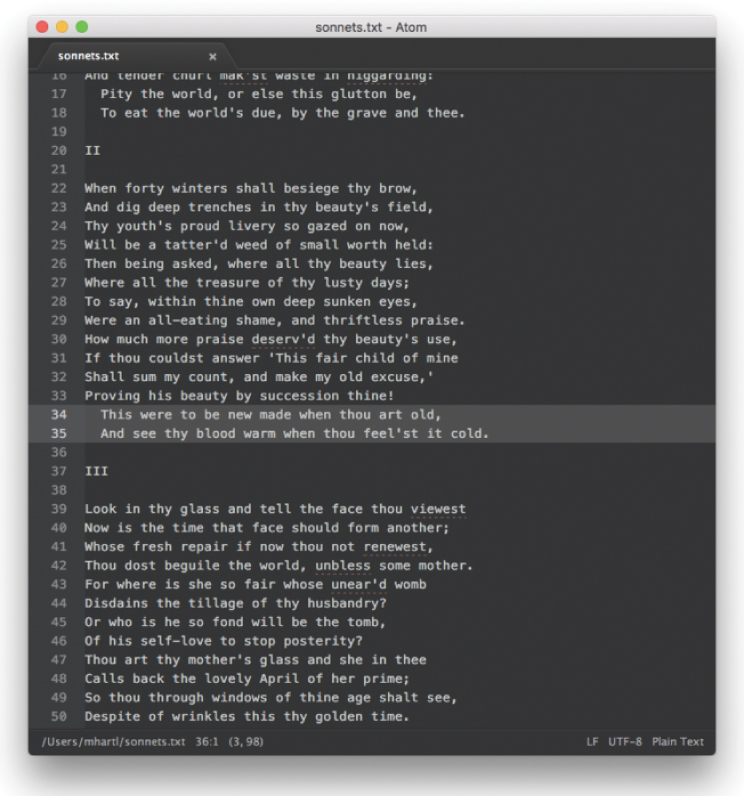 sonnets.txt - Atom
sonnets.txt ×
16 And tender churl mak'st waste in niggarding:
17 Pity the world, or else this glutton be,
18 To eat the world's due, by the grave and thee.
19
20 II
21
22 When forty winters shall besiege thy brow,
23 And dig deep trenches in thy beauty's field,
24 Thy youth's proud livery so gazed on now,
25 Will be a tatter'd weed of small worth held:
26 Then being asked, where all thy beauty lies,
27 Where all the treasure of thy lusty days;
28 To say, within thine own deep sunken eyes,
29 Were an all-eating shame, and thriftless praise.
30 How much more praise deserv'd thy beauty's use,
31 If thou couldst answer 'This fair child of mine
32 Shall sum my count, and make my old excuse,'
33 Proving his beauty by succession thine!
34 This were to be new made when thou art old,
35 And see thy blood warm when thou feel'st it cold.
36
37 III
38
39 Look in thy glass and tell the face thou viewest
40 Now is the time that face should form another;
41 Whose fresh repair if now thou not renewest,
42 Thou dost beguile the world, unbless some mother.
43 For where is she so fair whose unear'd womb
44 Disdains the tillage of thy husbandry?
45 Or who is he so fond will be the tomb,
46 Of his self-love to stop posterity?
47 Thou art thy mother's glass and she in thee
48 Calls back the lovely April of her prime;
49 So thou through windows of thine age shalt see,
50 Despite of wrinkles this thy golden time.
/Users/mhartl/sonnets.txt 36:1 (3, 98) LF UTF-8 Plain Text